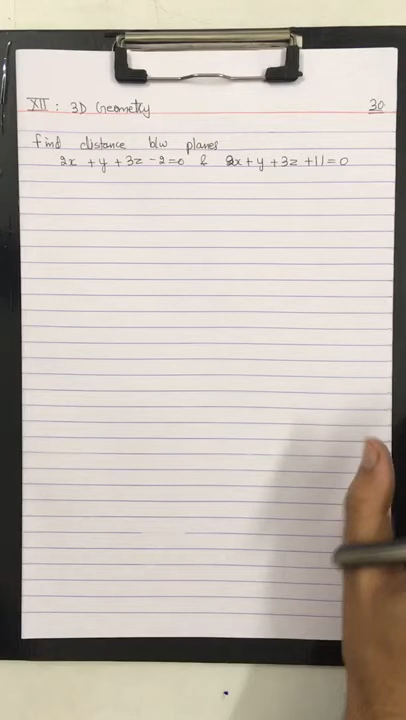 XII : 3D Geometry 30
find distance b/w planes
2x + y + 3z - 2 = 0 & 2x + y + 3z + 11 = 0